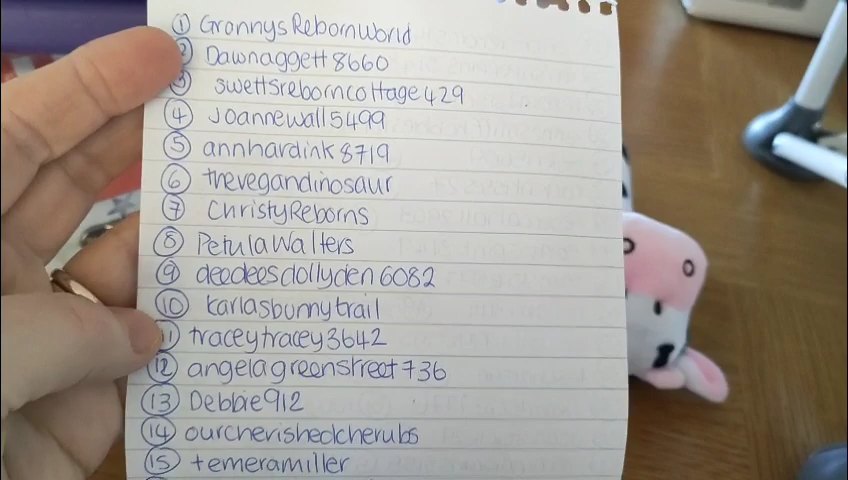 1 GrannysRebornWorld
2 Dawnaggett8660
3 swettsreborncottage429
4 Joannewall5499
5 annhardink8719
6 thevegandinosaur
7 ChristyReborns
8 PetulaWalters
9 deedeesdollyden6082
10 karlasbunnytrail
11 traceytracey3642
12 angelagreenstreet736
13 Debbie912
14 ourcherishedcherubs
15 temeramiller